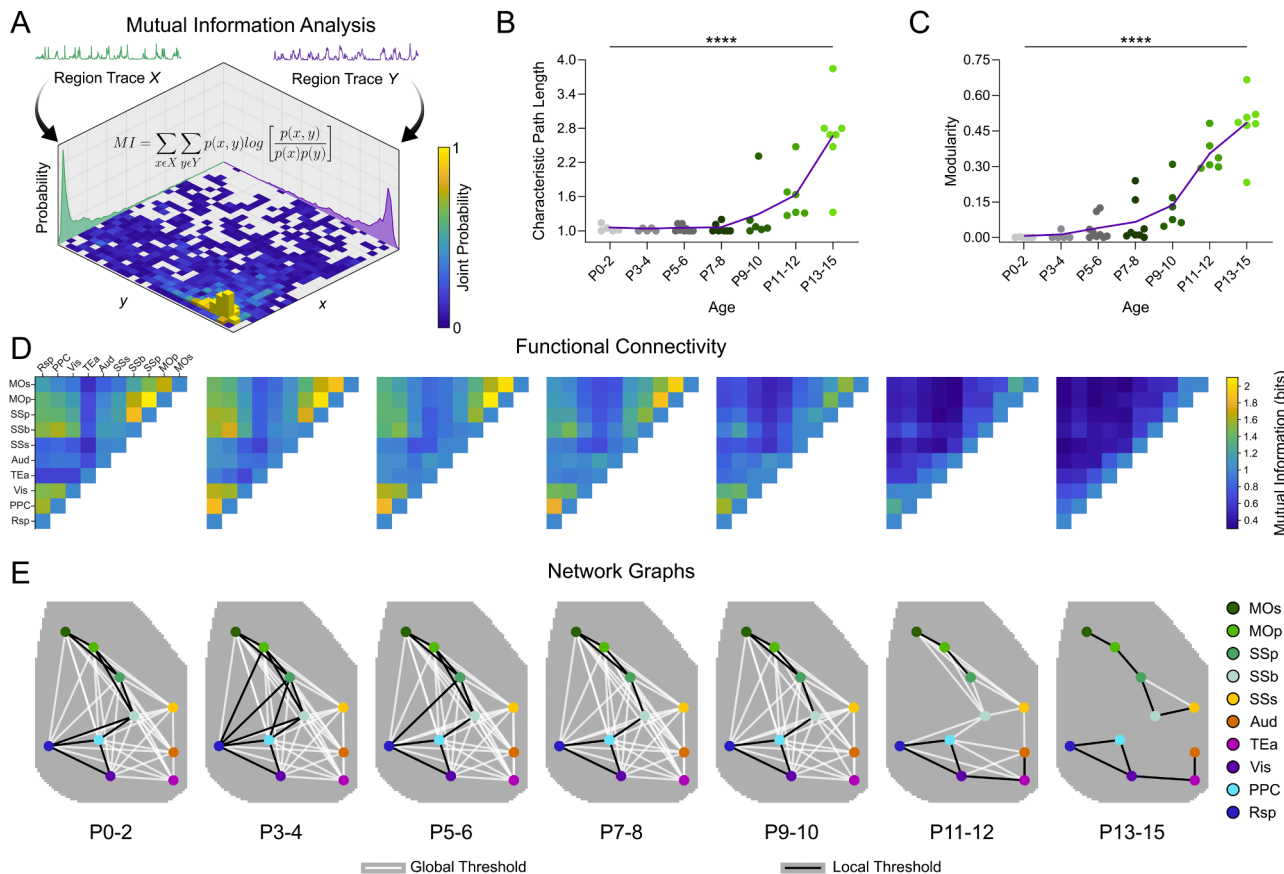 A
Mutual Information Analysis
Region Trace X
Region Trace Y
MI = ∑ x∈X ∑ y∈Y p(x, y)log [p(x, y) / p(x)p(y)]
Probability
y
x
1
Joint Probability
0
B
****
Characteristic Path Length
4.0
3.4
2.8
2.2
1.6
1.0
P0-2
P3-4
P5-6
P7-8
P9-10
P11-12
P13-15
Age
C
****
Modularity
0.75
0.60
0.45
0.30
0.15
0.00
P0-2
P3-4
P5-6
P7-8
P9-10
P11-12
P13-15
Age
D
Functional Connectivity
Rsp PPC Vis TEa Aud SSs SSb SSp MOp MOs
MOs
MOp
SSp
SSb
SSs
Aud
TEa
Vis
PPC
Rsp
2
1.8
1.6
1.4
1.2
1
0.8
0.6
0.4
Mutual Information (bits)
E
Network Graphs
MOs
MOp
SSp
SSb
SSs
Aud
TEa
Vis
PPC
Rsp
P0-2 P3-4 P5-6 P7-8 P9-10 P11-12 P13-15
Global Threshold Local Threshold